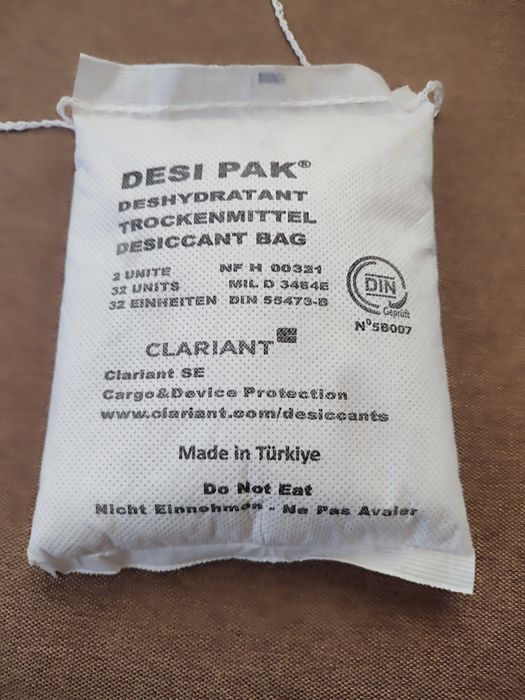 DESI PAK®
DESHYDRATANT
TROCKENMITTEL
DESICCANT BAG
2 UNITE NF H 00321
32 UNITS MIL D 3464E
32 EINHEITEN DIN 55473-B
DIN
Geprüft
N⁰5B007
CLARIANT
Clariant SE
Cargo&Device Protection
www.clariant.com/desiccants
Made in Türkiye
Do Not Eat
Nicht Einnehmen - Ne Pas Avaler